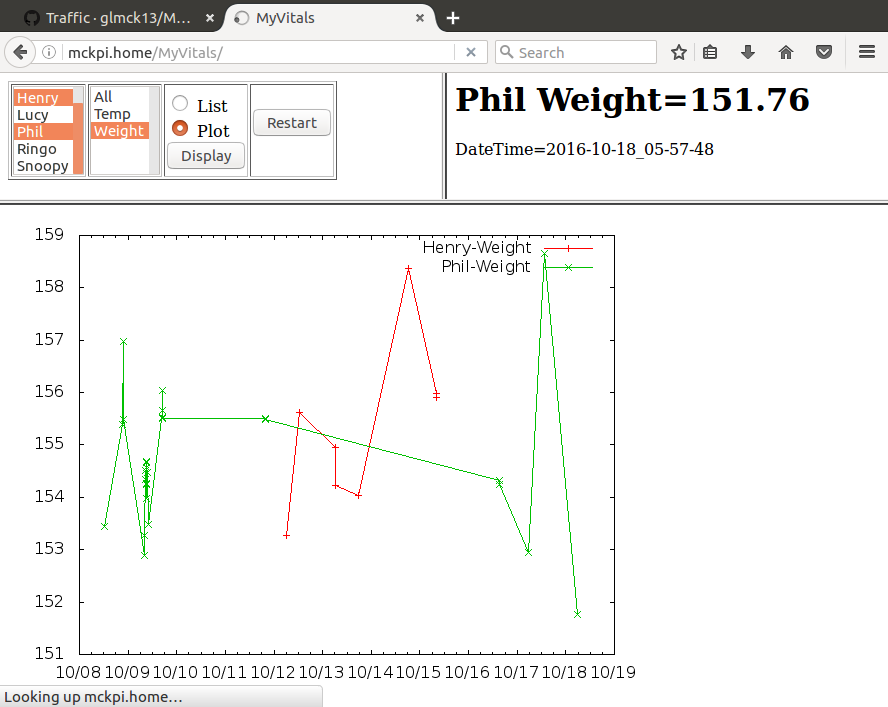 Traffic · glmck13/M...
MyVitals
mckpi.home/MyVitals/
Search
Henry
Lucy
Phil
Ringo
Snoopy
All
Temp
Weight
List
Plot
Display
Restart
Phil Weight=151.76
DateTime=2016-10-18_05-57-48
Henry-Weight
Phil-Weight
159
158
157
156
155
154
153
152
151
10/08 10/09 10/10 10/11 10/12 10/13 10/14 10/15 10/16 10/17 10/18 10/19
Looking up mckpi.home...